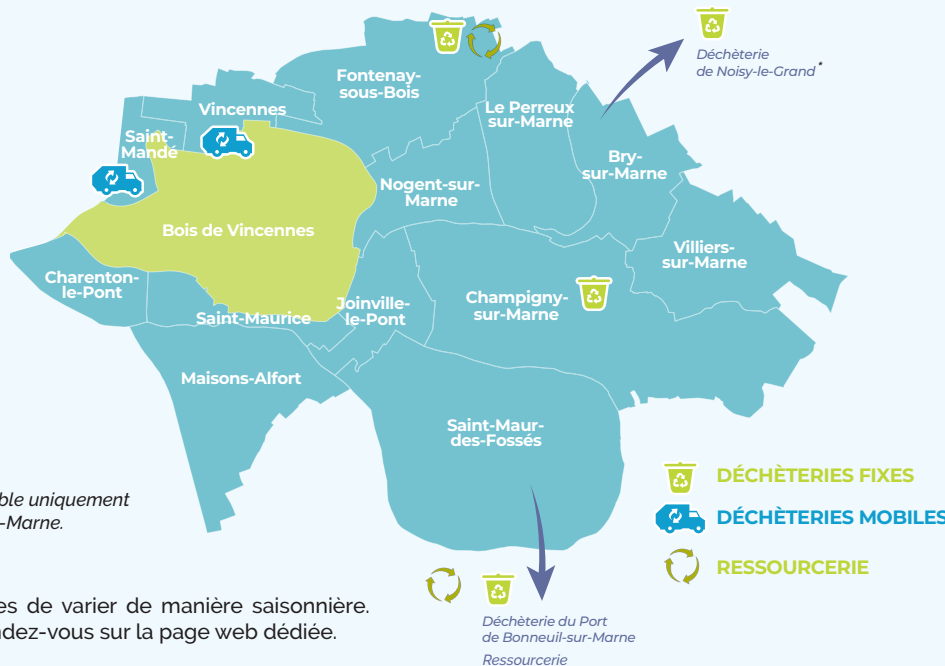 Déchèterie
de Noisy-le-Grand*
Fontenay-
sous-Bois
Vincennes
Le Perreux
sur-Marne
Saint-
Mandé
Bry-
sur-Marne
Nogent-sur-
Marne
Bois de Vincennes
Villiers-
sur-Marne
Charenton-
le-Pont
Champigny-
sur-Marne
Joinville-
le-Pont
Saint-Maurice
Maisons-Alfort
Saint-Maur-
des-Fossés
DÉCHÈTERIES FIXES
DÉCHÈTERIES MOBILES
RESSOURCERIE
ble uniquement
-Marne.
es de varier de manière saisonnière.
ndez-vous sur la page web dédiée.
Déchèterie du Port
de Bonneuil-sur-Marne
Ressourcerie